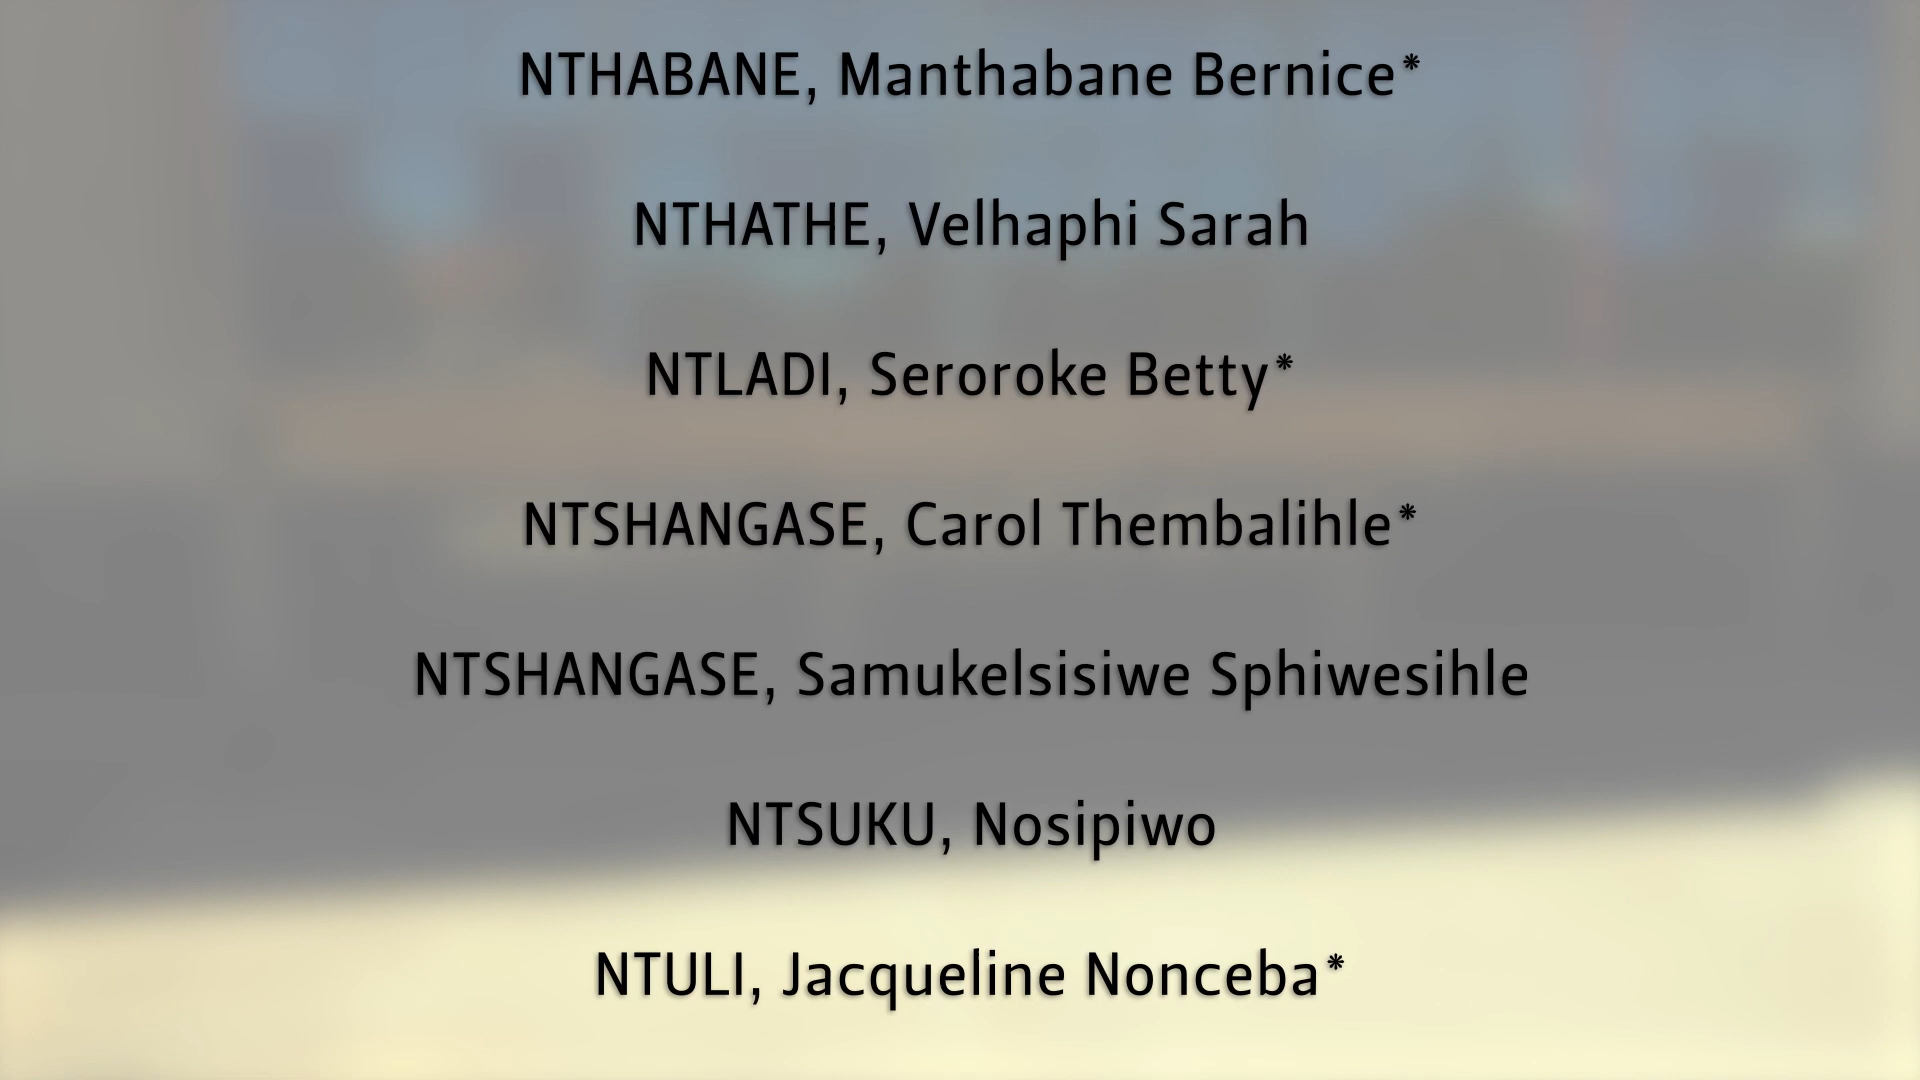 NTHABANE, Manthabane Bernice*
NTHATHE, Velhaphi Sarah
NTLADI, Seroroke Betty*
NTSHANGASE, Carol Thembalihle*
NTSHANGASE, Samukelsisiwe Sphiwesihle
NTSUKU, Nosipiwo
NTULI, Jacqueline Nonceba*